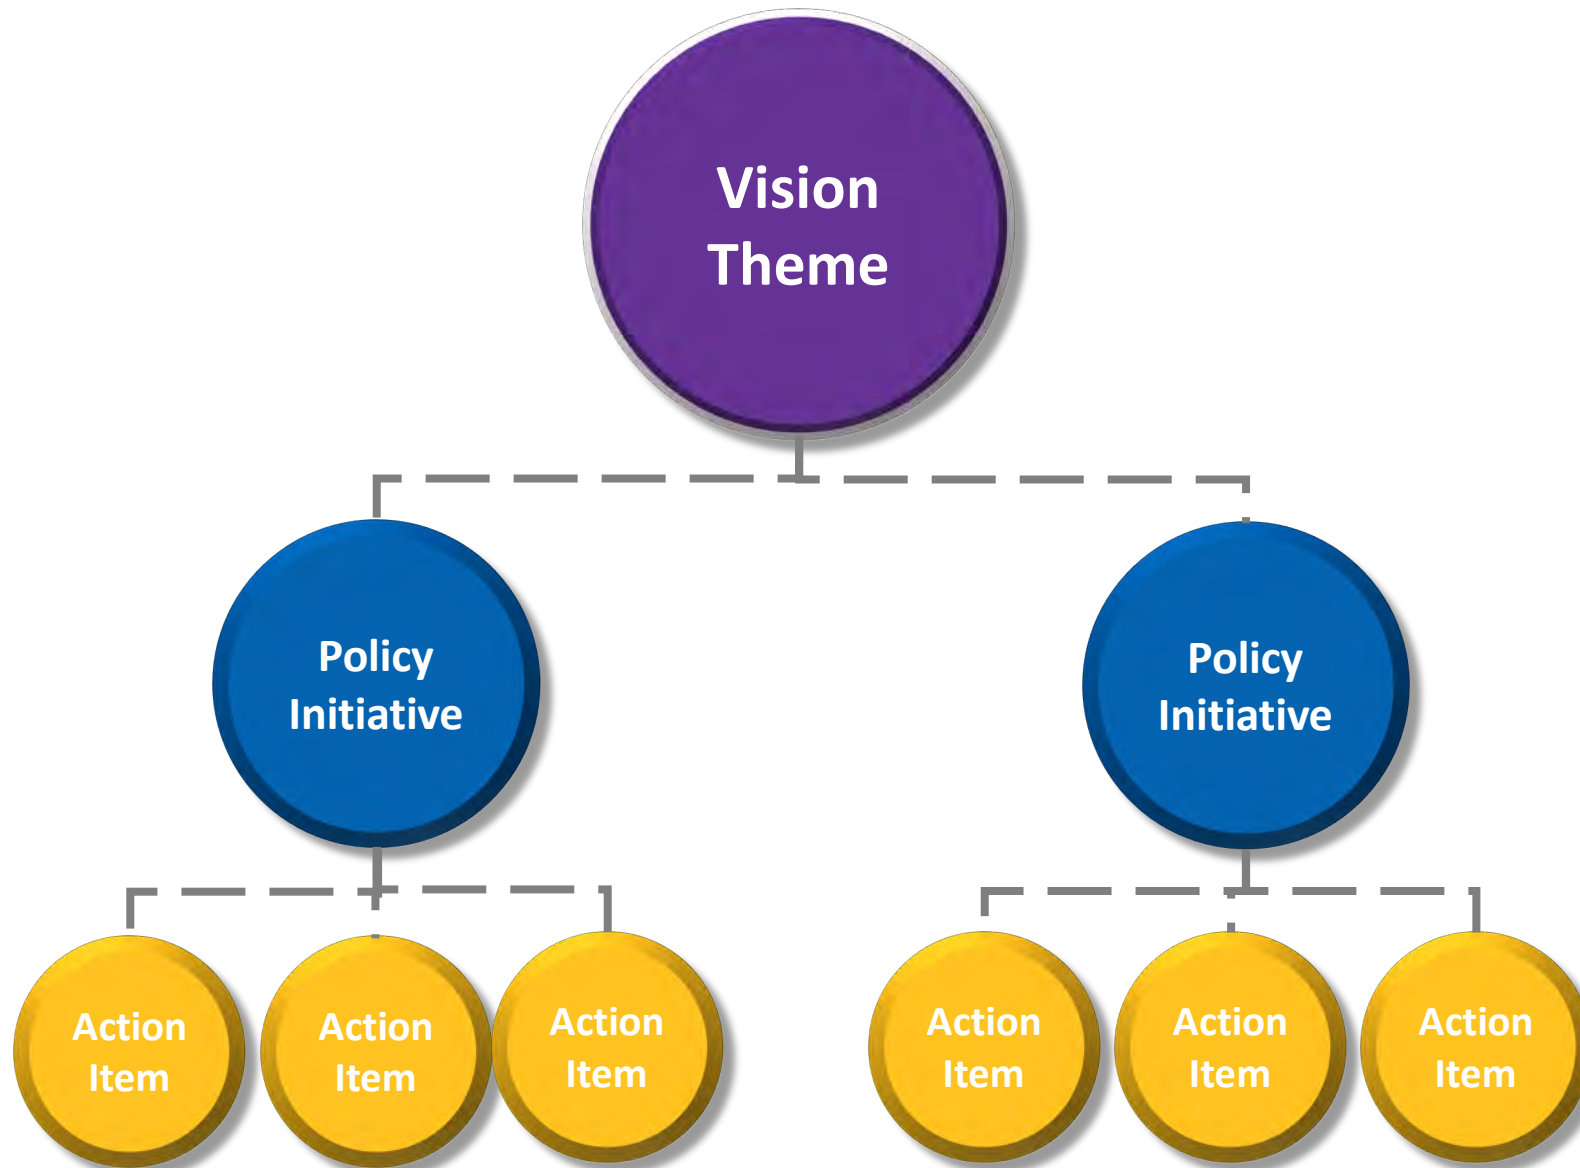 Vision
Theme
Policy
Initiative
Policy
Initiative
Action
Item
Action
Item
Action
Item
Action
Item
Action
Item
Action
Item